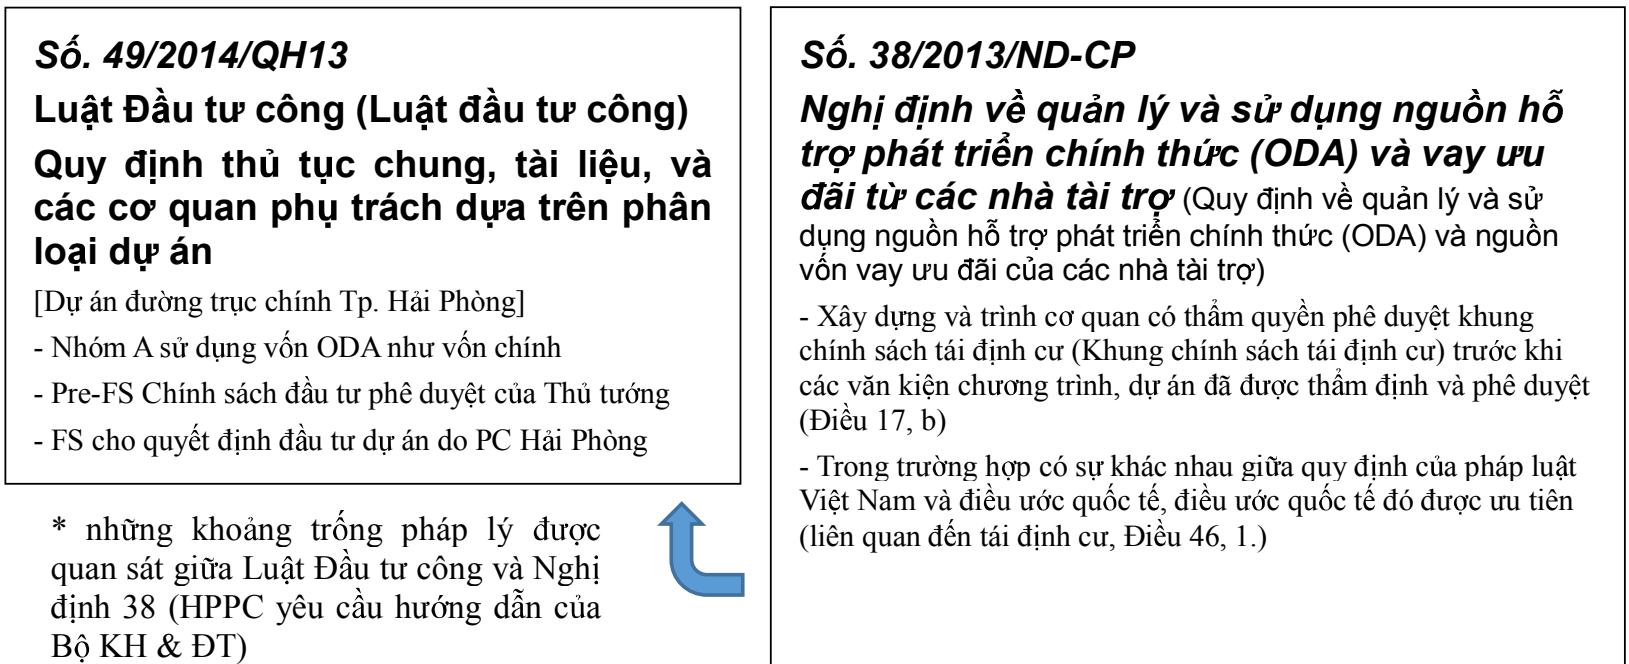 Số. 49/2014/QH13
Luật Đầu tư công (Luật đầu tư công)
Quy định thủ tục chung, tài liệu, và
các cơ quan phụ trách dựa trên phân
loại dự án
[Dự án đường trục chính Tp. Hải Phòng]
- Nhóm A sử dụng vốn ODA như vốn chính
- Pre-FS Chính sách đầu tư phê duyệt của Thủ tướng
- FS cho quyết định đầu tư dự án do PC Hải Phòng
* những khoảng trống pháp lý được
quan sát giữa Luật Đầu tư công và Nghị
định 38 (HPPC yêu cầu hướng dẫn của
Bộ KH & ĐT)
Số. 38/2013/ND-CP
Nghị định về quản lý và sử dụng nguồn hỗ
trợ phát triển chính thức (ODA) và vay ưu
đãi từ các nhà tài trợ (Quy định về quản lý và sử
dụng nguồn hỗ trợ phát triển chính thức (ODA) và nguồn
vốn vay ưu đãi của các nhà tài trợ)
- Xây dựng và trình cơ quan có thẩm quyền phê duyệt khung
chính sách tái định cư (Khung chính sách tái định cư) trước khi
các văn kiện chương trình, dự án đã được thẩm định và phê duyệt
(Điều 17, b)
- Trong trường hợp có sự khác nhau giữa quy định của pháp luật
Việt Nam và điều ước quốc tế, điều ước quốc tế đó được ưu tiên
(liên quan đến tái định cư, Điều 46, 1.)